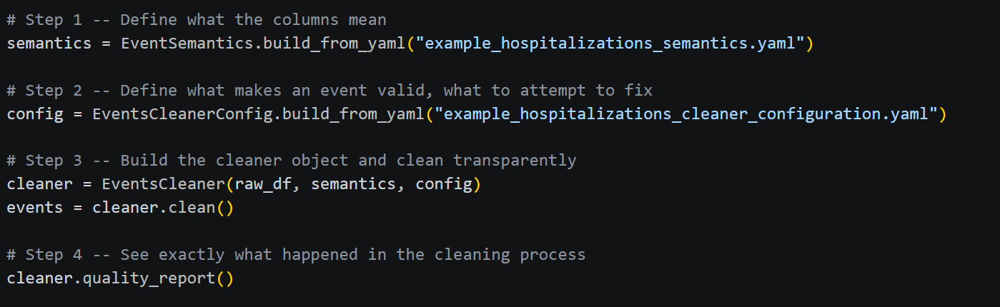 # Step 1 -- Define what the columns mean
semantics = EventSemantics.build_from_yaml("example_hospitalizations_semantics.yaml")
# Step 2 -- Define what makes an event valid, what to attempt to fix
config = EventsCleanerConfig.build_from_yaml("example_hospitalizations_cleaner_configuration.yaml")
# Step 3 -- Build the cleaner object and clean transparently
cleaner = EventsCleaner(raw_df, semantics, config)
events = cleaner.clean()
# Step 4 -- See exactly what happened in the cleaning process
cleaner.quality_report()